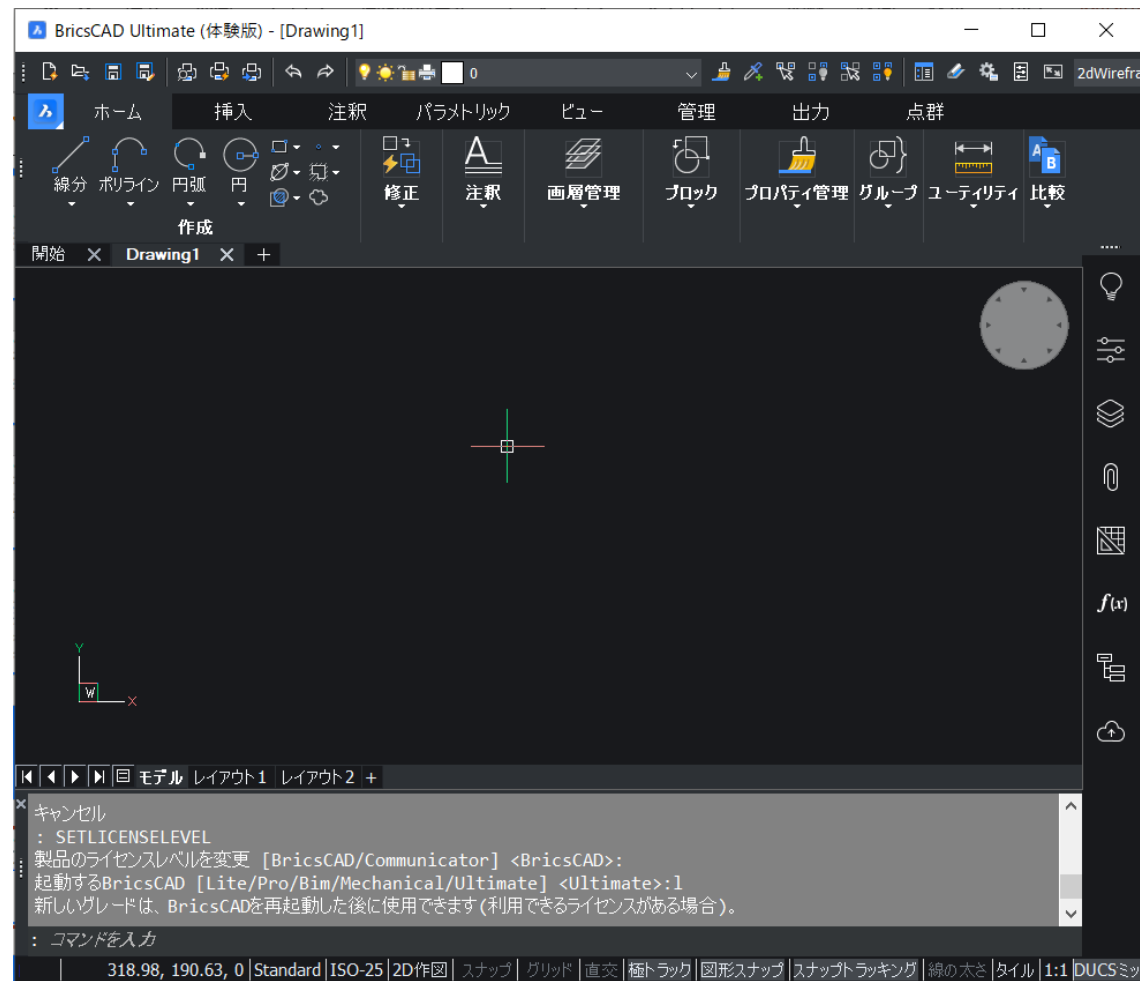 BricsCAD Ultimate (体験版) - [Drawing1]
0
2dWirefra
ホーム 挿入 注釈 パラメトリック ビュー 管理 出力 点群
線分 ポリライン 円弧 円 修正 注釈 画層管理 ブロック プロパティ管理 グループ ユーティリティ 比較
作成
開始 Drawing1 +
f(x)
Y
W
X
モデル レイアウト1 レイアウト2 +
キャンセル
: SETLICENSELEVEL
製品のライセンスレベルを変更 [BricsCAD/Communicator] <BricsCAD>:
起動するBricsCAD [Lite/Pro/Bim/Mechanical/Ultimate] <Ultimate>:l
新しいグレードは、BricsCADを再起動した後に使用できます(利用できるライセンスがある場合)。
: コマンドを入力
318.98, 190.63, 0 Standard ISO-25 2D作図 スナップ グリッド 直交 極トラック 図形スナップ スナップトラッキング 線の太さ タイル 1:1 DUCSミッ